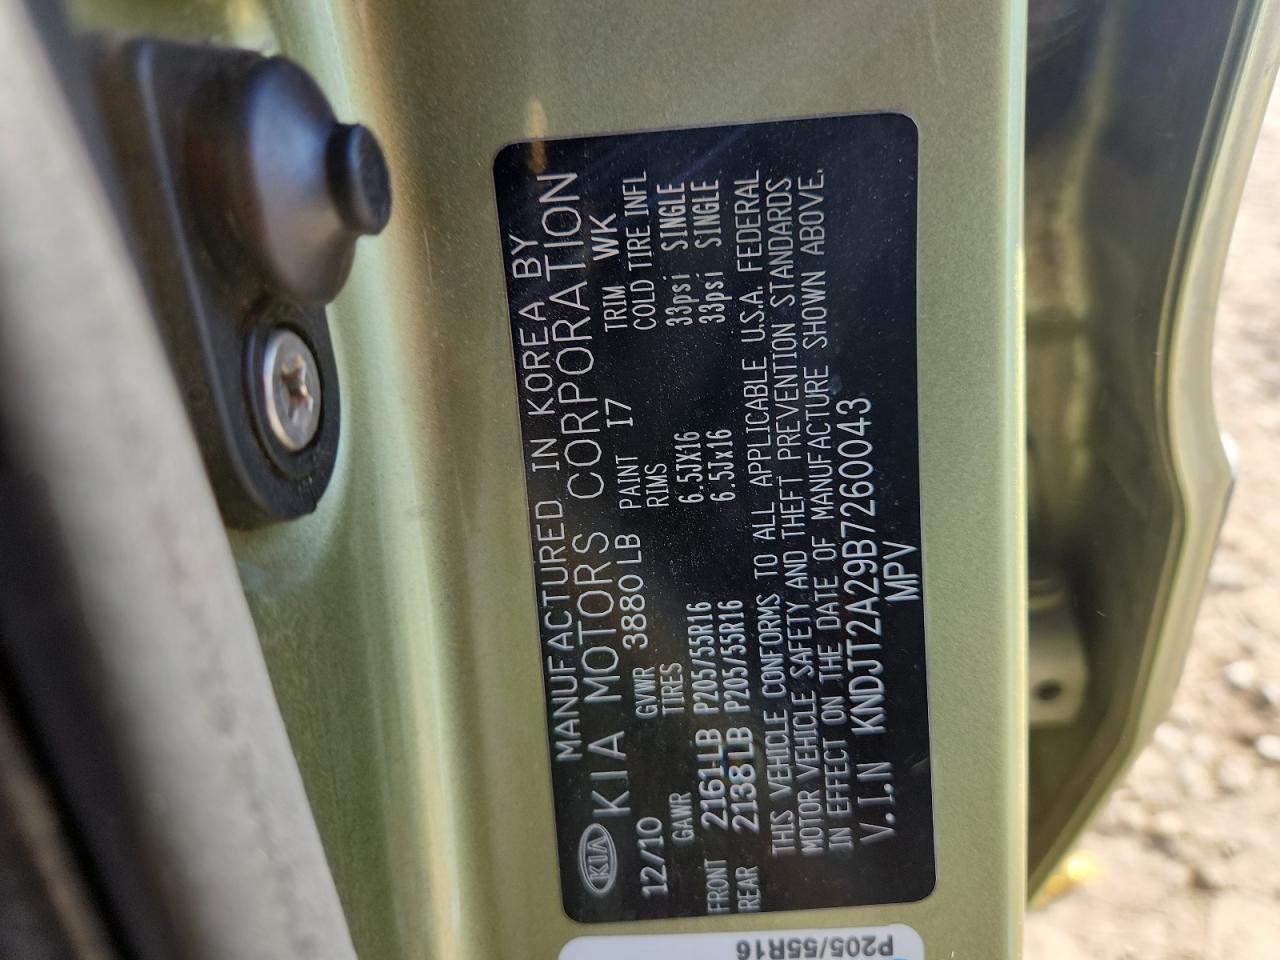 MANUFACTURED IN KOREA BY
KIA KIA MOTORS CORPORATION
12/10 GVWR 3880 LB PAINT I7 TRIM WK
GAWR TIRES RIMS COLD TIRE INFL
FRONT 2161LB P205/55R16 6.5JX16 33psi SINGLE
REAR 2138LB P205/55R16 6.5Jx16 33psi SINGLE
THIS VEHICLE CONFORMS TO ALL APPLICABLE U.S.A. FEDERAL
MOTOR VEHICLE SAFETY AND THEFT PREVENTION STANDARDS
IN EFFECT ON THE DATE OF MANUFACTURE SHOWN ABOVE.
V.I.N KNDJT2A29B7260043
MPV
P205/55R16